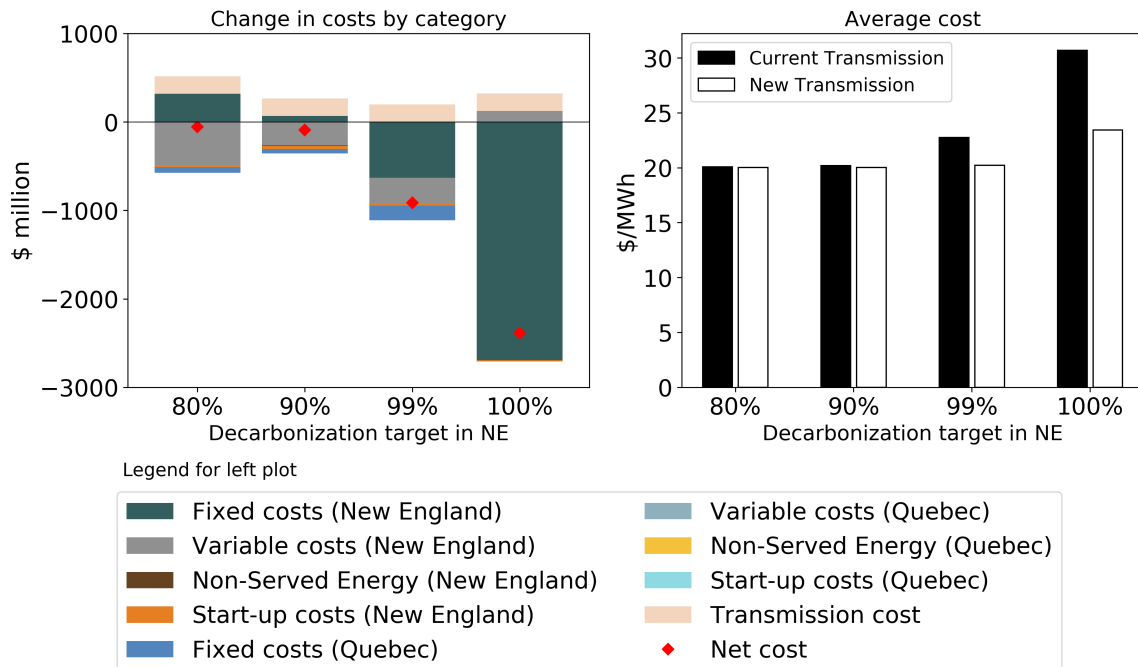 Change in costs by category
1000
0
−1000
−2000
−3000
$ million
80%
90%
99%
100%
Decarbonization target in NE
Average cost
Current Transmission
New Transmission
30
25
20
15
10
5
0
$/MWh
80%
90%
99%
100%
Decarbonization target in NE
Legend for left plot
Fixed costs (New England)
Variable costs (New England)
Non-Served Energy (New England)
Start-up costs (New England)
Fixed costs (Quebec)
Variable costs (Quebec)
Non-Served Energy (Quebec)
Start-up costs (Quebec)
Transmission cost
Net cost